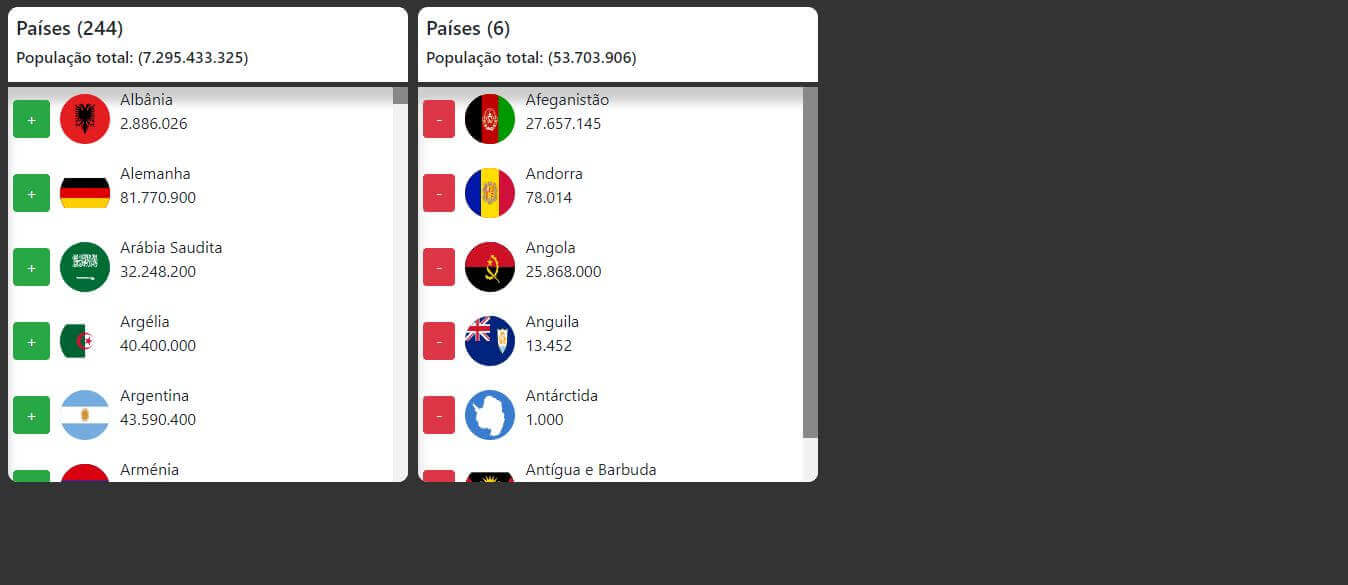 Países (244)
População total: (7.295.433.325)
+
Albânia
2.886.026
+
Alemanha
81.770.900
+
Arábia Saudita
32.248.200
+
Argélia
40.400.000
+
Argentina
43.590.400
Arménia
Países (6)
População total: (53.703.906)
-
Afeganistão
27.657.145
-
Andorra
78.014
-
Angola
25.868.000
-
Anguila
13.452
-
Antárctida
1.000
Antígua e Barbuda